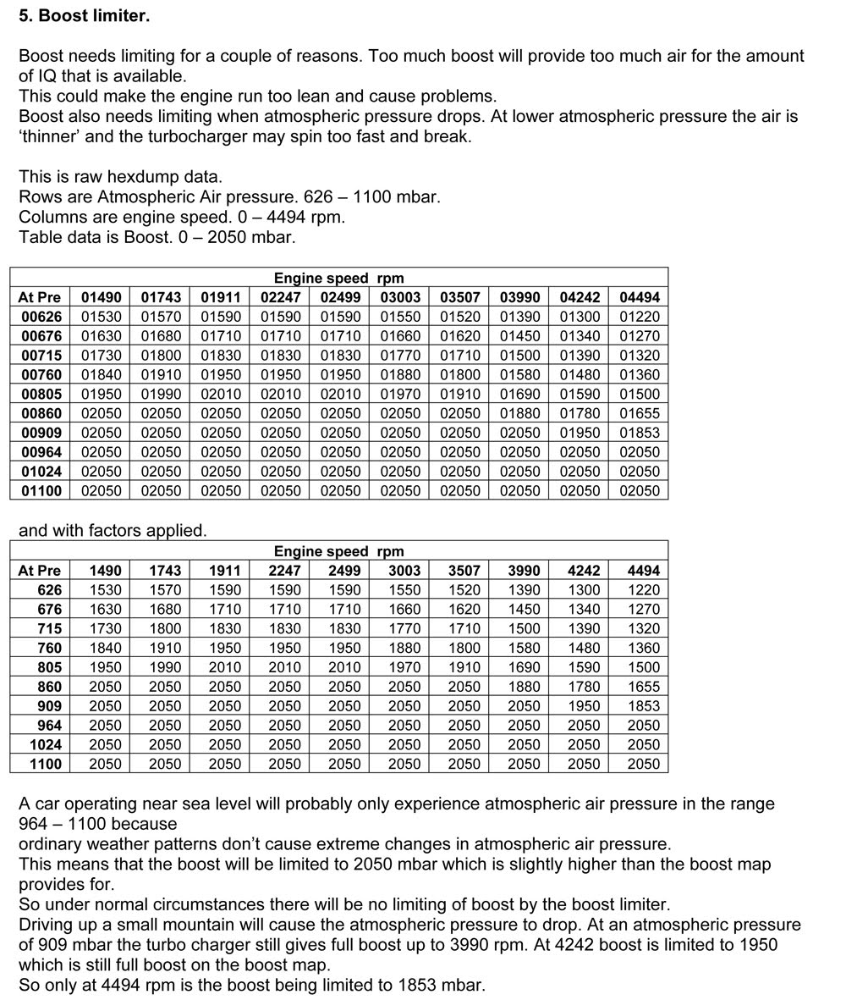 5. Boost limiter.
Boost needs limiting for a couple of reasons. Too much boost will provide too much air for the amount
of IQ that is available.
This could make the engine run too lean and cause problems.
Boost also needs limiting when atmospheric pressure drops. At lower atmospheric pressure the air is
‘thinner’ and the turbocharger may spin too fast and break.
This is raw hexdump data.
Rows are Atmospheric Air pressure. 626 – 1100 mbar.
Columns are engine speed. 0 – 4494 rpm.
Table data is Boost. 0 – 2050 mbar.
Engine speed rpm
At Pre 01490 01743 01911 02247 02499 03003 03507 03990 04242 04494
00626 01530 01570 01590 01590 01590 01550 01520 01390 01300 01220
00676 01630 01680 01710 01710 01710 01660 01620 01450 01340 01270
00715 01730 01800 01830 01830 01830 01770 01710 01500 01390 01320
00760 01840 01910 01950 01950 01950 01880 01800 01580 01480 01360
00805 01950 01990 02010 02010 02010 01970 01910 01690 01590 01500
00860 02050 02050 02050 02050 02050 02050 02050 01880 01780 01655
00909 02050 02050 02050 02050 02050 02050 02050 02050 01950 01853
00964 02050 02050 02050 02050 02050 02050 02050 02050 02050 02050
01024 02050 02050 02050 02050 02050 02050 02050 02050 02050 02050
01100 02050 02050 02050 02050 02050 02050 02050 02050 02050 02050
and with factors applied.
Engine speed rpm
At Pre 1490 1743 1911 2247 2499 3003 3507 3990 4242 4494
626 1530 1570 1590 1590 1590 1550 1520 1390 1300 1220
676 1630 1680 1710 1710 1710 1660 1620 1450 1340 1270
715 1730 1800 1830 1830 1830 1770 1710 1500 1390 1320
760 1840 1910 1950 1950 1950 1880 1800 1580 1480 1360
805 1950 1990 2010 2010 2010 1970 1910 1690 1590 1500
860 2050 2050 2050 2050 2050 2050 2050 1880 1780 1655
909 2050 2050 2050 2050 2050 2050 2050 2050 1950 1853
964 2050 2050 2050 2050 2050 2050 2050 2050 2050 2050
1024 2050 2050 2050 2050 2050 2050 2050 2050 2050 2050
1100 2050 2050 2050 2050 2050 2050 2050 2050 2050 2050
A car operating near sea level will probably only experience atmospheric air pressure in the range
964 – 1100 because
ordinary weather patterns don’t cause extreme changes in atmospheric air pressure.
This means that the boost will be limited to 2050 mbar which is slightly higher than the boost map
provides for.
So under normal circumstances there will be no limiting of boost by the boost limiter.
Driving up a small mountain will cause the atmospheric pressure to drop. At an atmospheric pressure
of 909 mbar the turbo charger still gives full boost up to 3990 rpm. At 4242 boost is limited to 1950
which is still full boost on the boost map.
So only at 4494 rpm is the boost being limited to 1853 mbar.